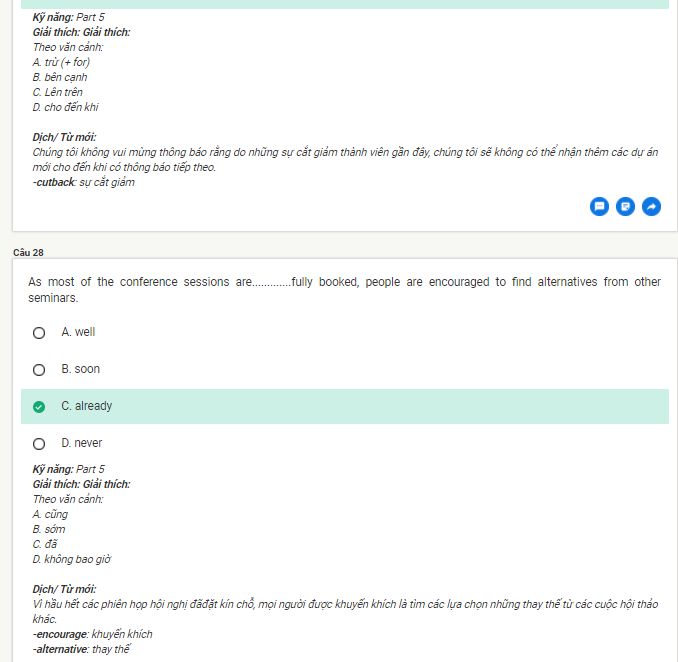 Kỹ năng: Part 5
Giải thích: Giải thích:
Theo văn cảnh:
A. trừ (+ for)
B. bên cạnh
C. Lên trên
D. cho đến khi
Dịch/ Từ mới:
Chúng tôi không vui mừng thông báo rằng do những sự cắt giảm thành viên gần đây, chúng tôi sẽ không có thể nhận thêm các dự án
mới cho đến khi có thông báo tiếp theo.
-cutback: sự cắt giảm
Câu 28
As most of the conference sessions are.............fully booked, people are encouraged to find alternatives from other
seminars.
A. well
B. soon
C. already
D. never
Kỹ năng: Part 5
Giải thích: Giải thích:
Theo văn cảnh:
A. cũng
B. sớm
C. đã
D. không bao giờ
Dịch/ Từ mới:
Vì hầu hết các phiên họp hội nghị đãđặt kín chỗ, mọi người được khuyến khích là tìm các lựa chọn những thay thế từ các cuộc hội thảo
khác.
-encourage: khuyến khích
-alternative: thay thế